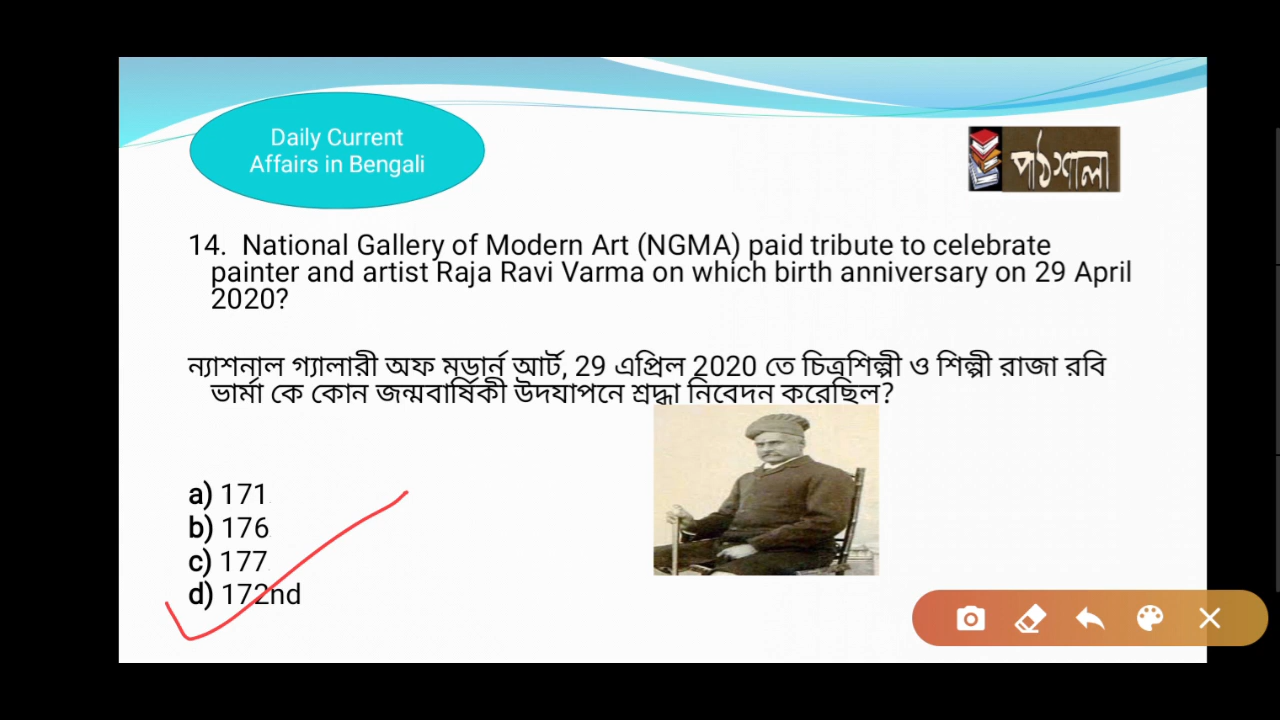 Daily Current
Affairs in Bengali
পাঠশালা
14. National Gallery of Modern Art (NGMA) paid tribute to celebrate
painter and artist Raja Ravi Varma on which birth anniversary on 29 April
2020?
ন্যাশনাল গ্যালারী অফ মডার্ন আর্ট, 29 এপ্রিল 2020 তে চিত্রশিল্পী ও শিল্পী রাজা রবি
ভার্মা কে কোন জন্মবার্ষিকী উদযাপনে শ্রদ্ধা নিবেদন করেছিল?
a) 171
b) 176
c) 177
d) 172nd